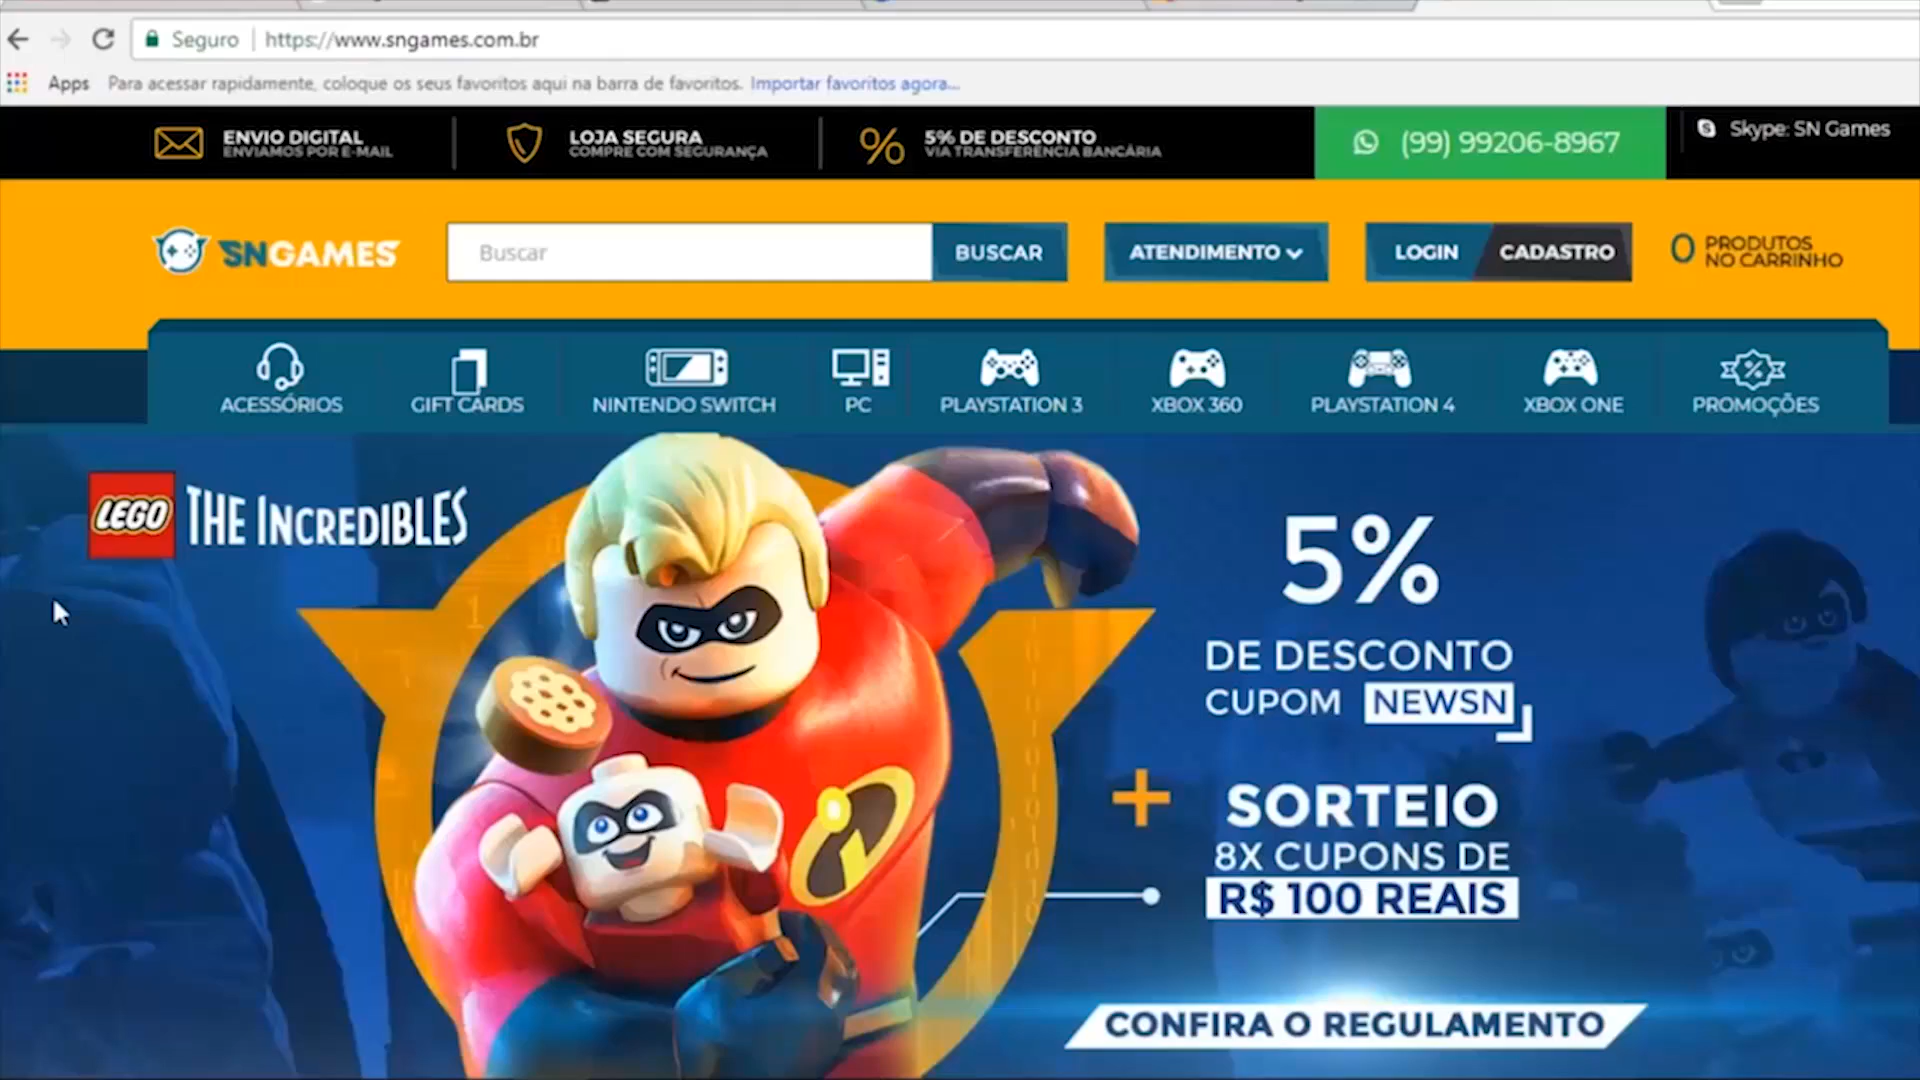 Seguro | https://www.sngames.com.br
Apps Para acessar rapidamente, coloque os seus favoritos aqui na barra de favoritos. Importar favoritos agora...
ENVIO DIGITAL
ENVIAMOS POR E-MAIL
LOJA SEGURA
COMPRE COM SEGURANÇA
% 5% DE DESCONTO
VIA TRANSFERÊNCIA BANCÁRIA
(99) 99206-8967
Skype: SN Games
SNGAMES
Buscar
BUSCAR
ATENDIMENTO
LOGIN
CADASTRO
0 PRODUTOS
NO CARRINHO
ACESSÓRIOS
GIFT CARDS
NINTENDO SWITCH
PC
PLAYSTATION 3
XBOX 360
PLAYSTATION 4
XBOX ONE
PROMOÇÕES
LEGO THE INCREDIBLES
5%
DE DESCONTO
CUPOM NEWSN
+ SORTEIO
8X CUPONS DE
R$ 100 REAIS
CONFIRA O REGULAMENTO